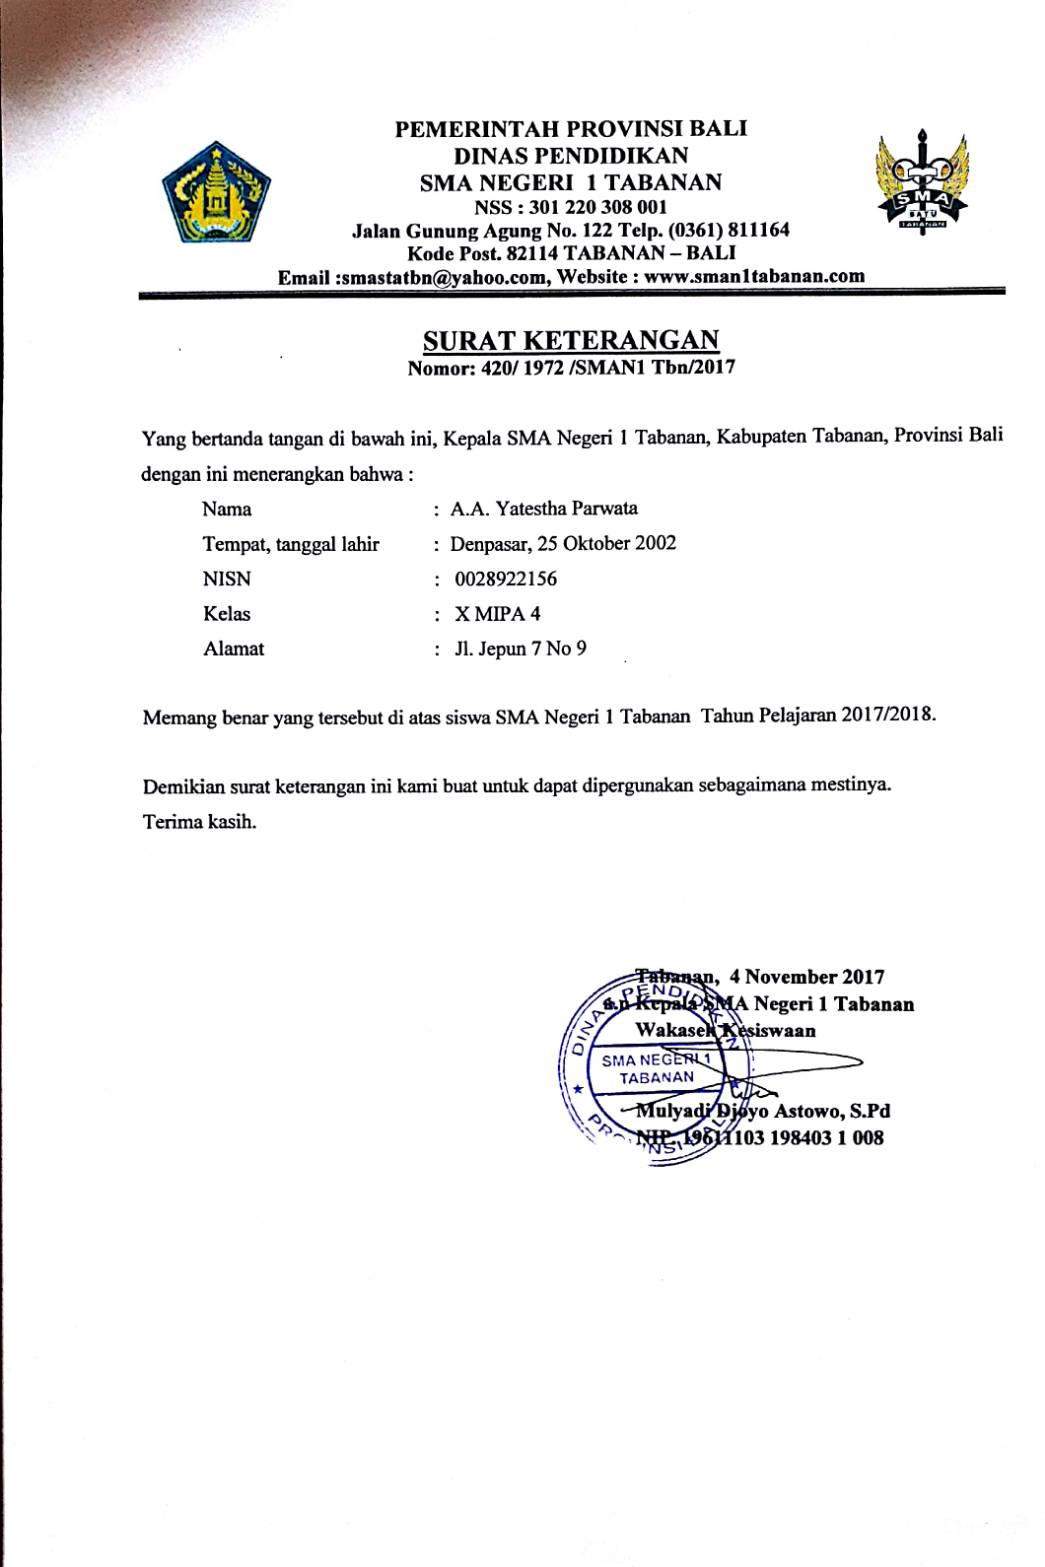 PEMERINTAH PROVINSI BALI
DINAS PENDIDIKAN
SMA NEGERI 1 TABANAN
NSS : 301 220 308 001
Jalan Gunung Agung No. 122 Telp. (0361) 811164
Kode Post. 82114 TABANAN – BALI
Email :smastatbn@yahoo.com, Website : www.sman1tabanan.com
SMA
SATU
TABANAN
SURAT KETERANGAN
Nomor: 420/ 1972 /SMAN1 Tbn/2017
Yang bertanda tangan di bawah ini, Kepala SMA Negeri 1 Tabanan, Kabupaten Tabanan, Provinsi Bali
dengan ini menerangkan bahwa :
Nama : A.A. Yatestha Parwata
Tempat, tanggal lahir : Denpasar, 25 Oktober 2002
NISN : 0028922156
Kelas : X MIPA 4
Alamat : Jl. Jepun 7 No 9
Memang benar yang tersebut di atas siswa SMA Negeri 1 Tabanan Tahun Pelajaran 2017/2018.
Demikian surat keterangan ini kami buat untuk dapat dipergunakan sebagaimana mestinya.
Terima kasih.
Tabanan, 4 November 2017
a.n Kepala SMA Negeri 1 Tabanan
Wakasek Kesiswaan
DINAS PENDIDIKAN
SMA NEGERI 1
TABANAN
PROVINSI BALI
Mulyadi Djoyo Astowo, S.Pd
NIP. 19611103 198403 1 008